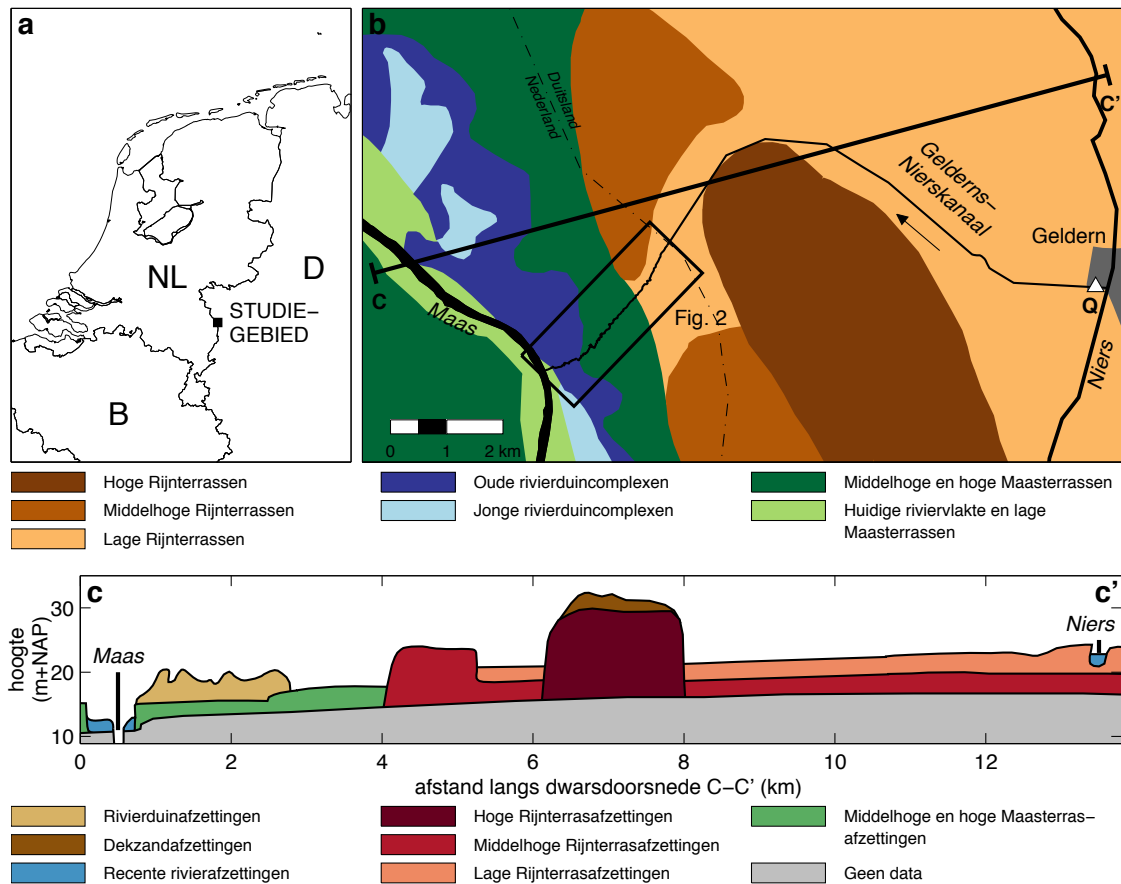 a
NL
D
STUDIE–
GEBIED
B
b
Duitsland
Nederland
C'
Gelderns–
Nierskanaal
Geldern
Q
C
Maas
Fig. 2
Niers
0
1
2 km
Hoge Rijnterrassen
Middelhoge Rijnterrassen
Lage Rijnterrassen
Oude rivierduincomplexen
Jonge rivierduincomplexen
Middelhoge en hoge Maasterrassen
Huidige riviervlakte en lage
Maasterrassen
c
c'
hoogte
(m+NAP)
30
20
10
Maas
Niers
0
2
4
6
8
10
12
afstand langs dwarsdoorsnede C–C' (km)
Rivierduinafzettingen
Dekzandafzettingen
Recente rivierafzettingen
Hoge Rijnterrasafzettingen
Middelhoge Rijnterrasafzettingen
Lage Rijnterrasafzettingen
Middelhoge en hoge Maasterras-
afzettingen
Geen data